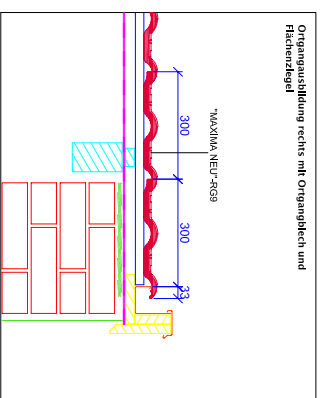 Ortgangausbildung rechts mit Ortgangblech und
Flächenziegel
"MAXIMA NEU"-RG9
300
300
33